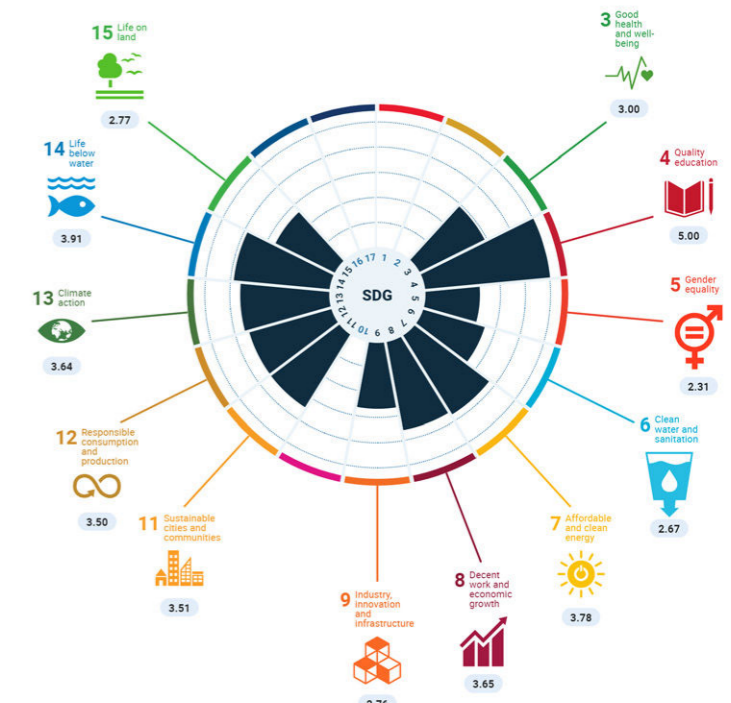 15 Life on
land
2.77
3 Good
health
and well-
being
3.00
14 Life
below
water
3.91
4 Quality
education
5.00
13 Climate
action
3.64
5 Gender
equality
2.31
12 Responsible
consumption
and
production
3.50
6 Clean
water and
sanitation
2.67
11 Sustainable
cities and
communities
3.51
7 Affordable
and clean
energy
3.78
9 Industry,
innovation
and
infrastructure
8 Decent
work and
economic
growth
3.65
SDG
1
2
3
4
5
6
7
8
9
10
11
12
13
14
15
16
17